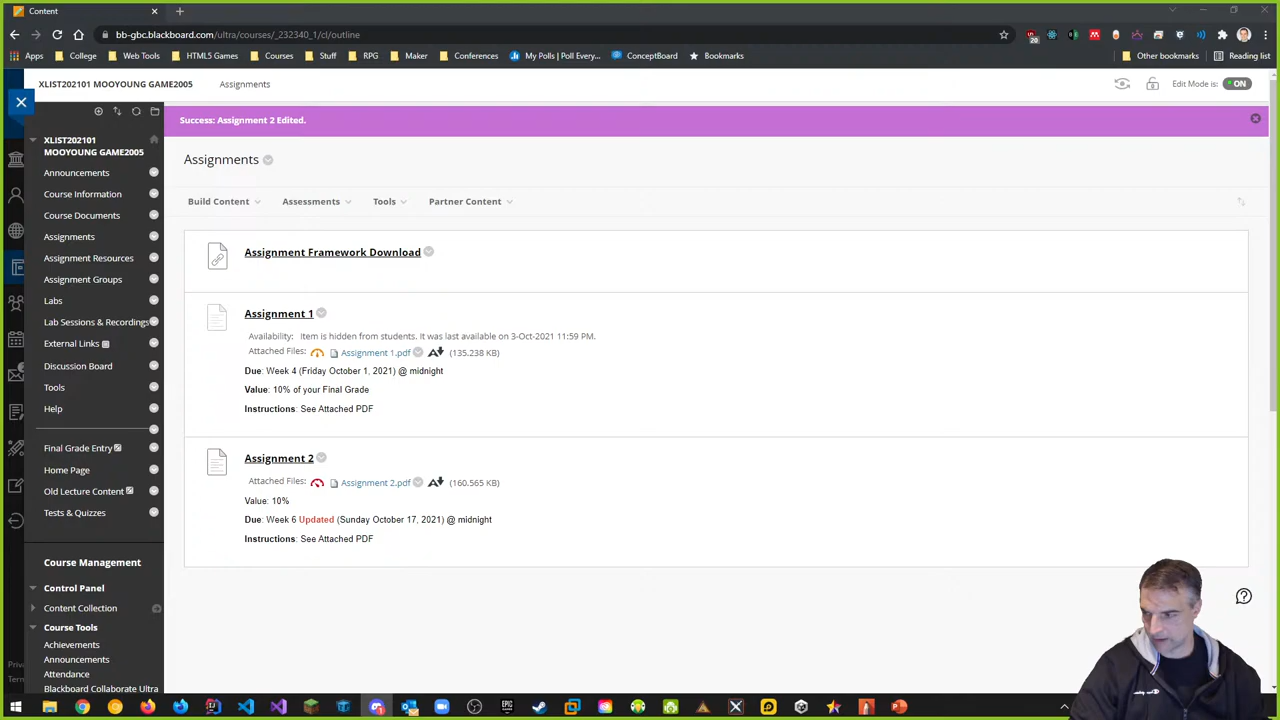 Content
bb-gbc.blackboard.com/ultra/courses/_232340_1/cl/outline
Apps College Web Tools HTML5 Games Courses Stuff RPG Maker Conferences My Polls | Poll Every... ConceptBoard Bookmarks Other bookmarks Reading list
XLIST202101 MOOYOUNG GAME2005 Assignments Edit Mode is: ON
Success: Assignment 2 Edited.
XLIST202101
MOOYOUNG GAME2005
Announcements
Course Information
Course Documents
Assignments
Assignment Resources
Assignment Groups
Labs
Lab Sessions & Recordings
External Links
Discussion Board
Tools
Help
Final Grade Entry
Home Page
Old Lecture Content
Tests & Quizzes
Course Management
Control Panel
Content Collection
Course Tools
Achievements
Announcements
Attendance
Blackboard Collaborate Ultra
Priva
Term
Assignments
Build Content Assessments Tools Partner Content
Assignment Framework Download
Assignment 1
Availability: Item is hidden from students. It was last available on 3-Oct-2021 11:59 PM.
Attached Files: Assignment 1.pdf (135.238 KB)
Due: Week 4 (Friday October 1, 2021) @ midnight
Value: 10% of your Final Grade
Instructions: See Attached PDF
Assignment 2
Attached Files: Assignment 2.pdf (160.565 KB)
Value: 10%
Due: Week 6 Updated (Sunday October 17, 2021) @ midnight
Instructions: See Attached PDF